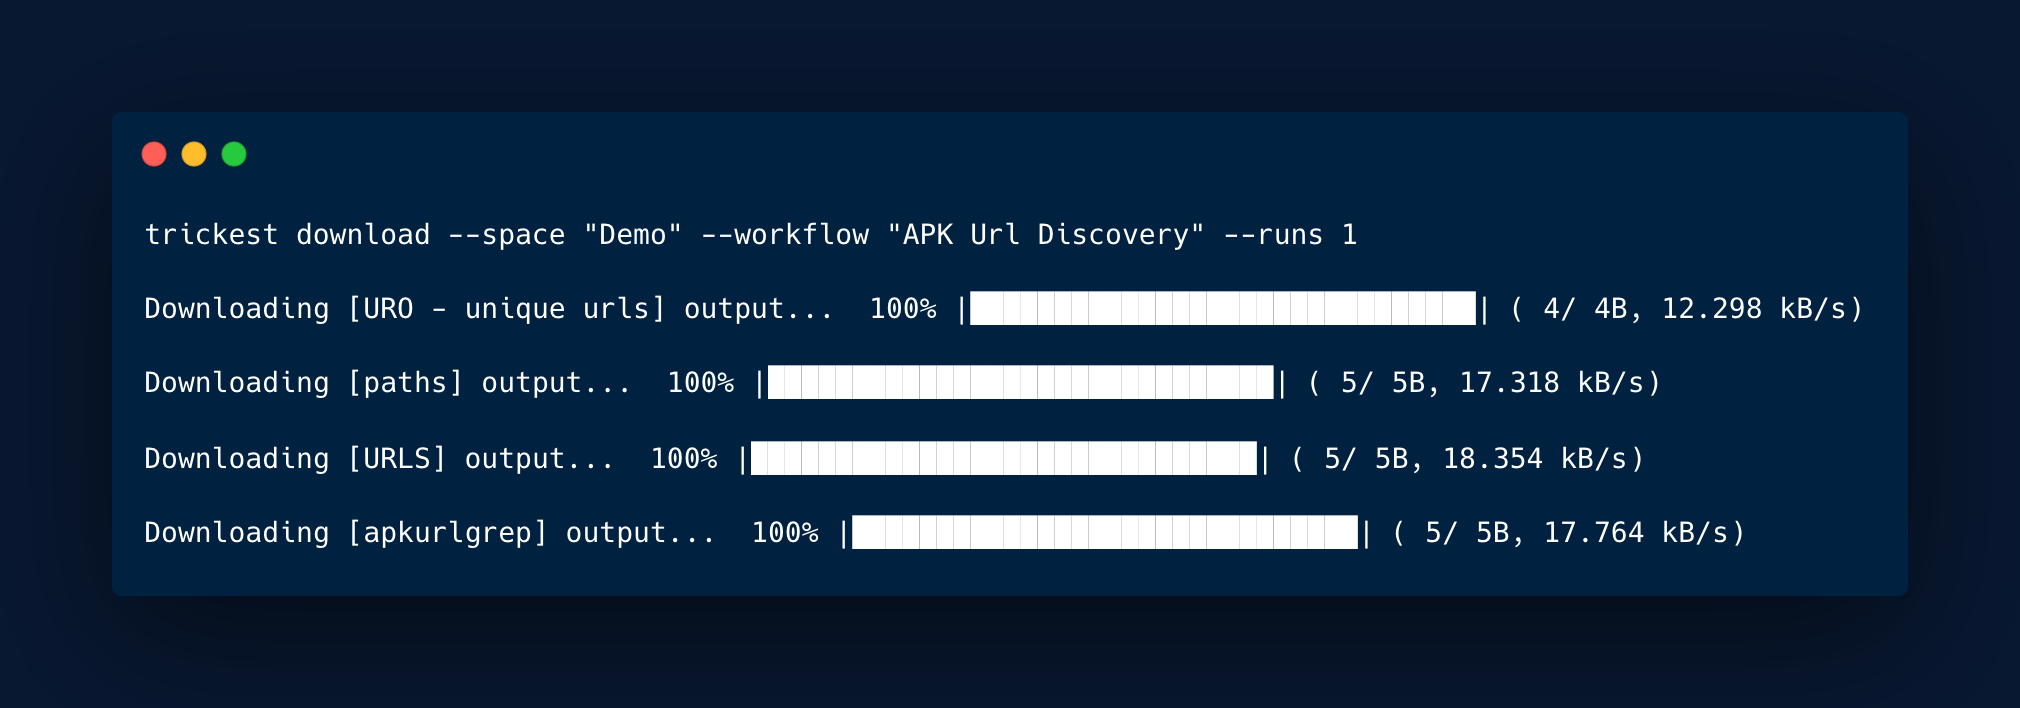 trickest download --space "Demo" --workflow "APK Url Discovery" --runs 1
Downloading [URO - unique urls] output...  100% |██████████████████████████████| ( 4/ 4B, 12.298 kB/s)
Downloading [paths] output...  100% |██████████████████████████████| ( 5/ 5B, 17.318 kB/s)
Downloading [URLS] output...  100% |██████████████████████████████| ( 5/ 5B, 18.354 kB/s)
Downloading [apkurlgrep] output...  100% |██████████████████████████████| ( 5/ 5B, 17.764 kB/s)